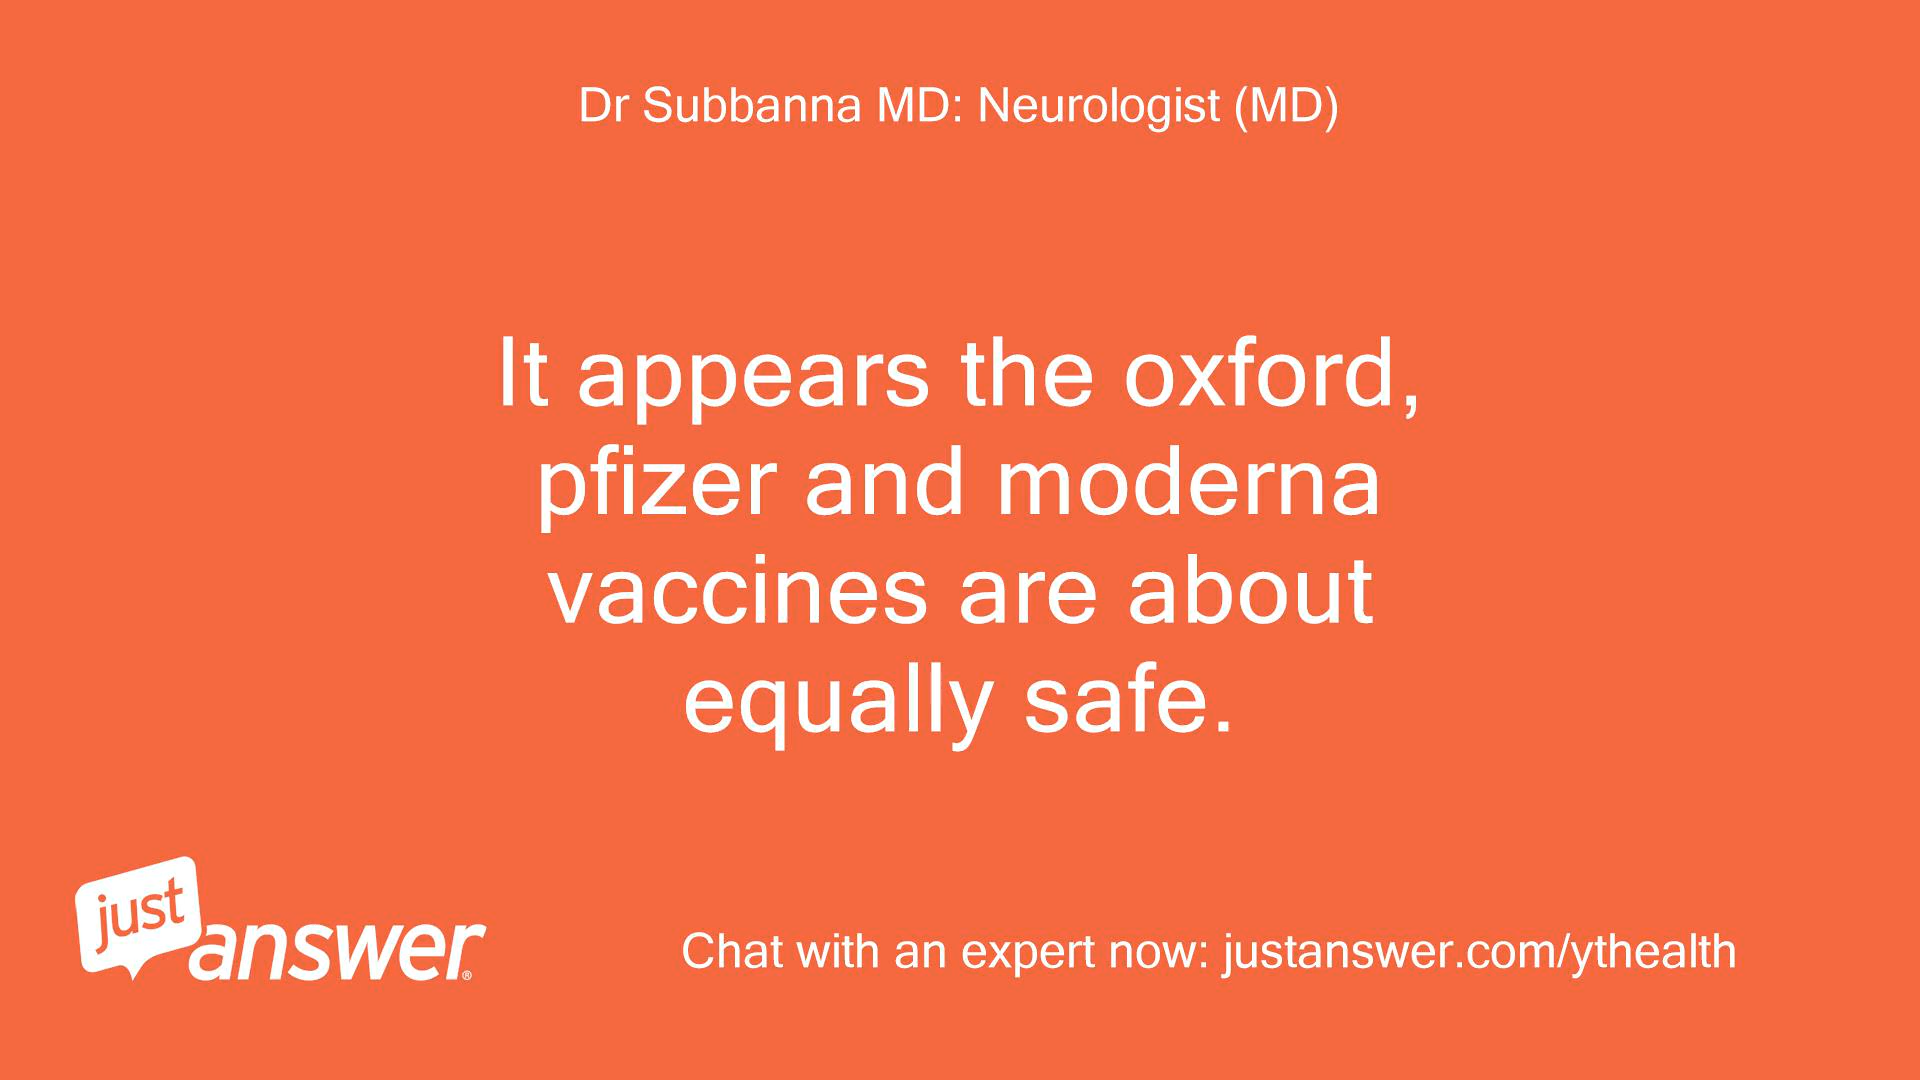 Dr Subbanna MD: Neurologist (MD)
It appears the oxford,
pfizer and moderna
vaccines are about
equally safe.
just
answer®
Chat with an expert now: justanswer.com/ythealth